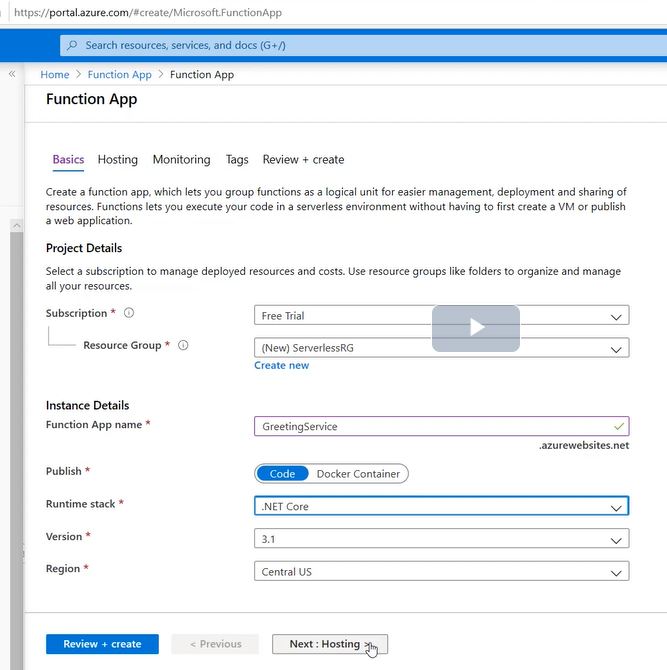 https://portal.azure.com/#create/Microsoft.FunctionApp
Search resources, services, and docs (G+/)
«
Home > Function App > Function App
Function App
Basics Hosting Monitoring Tags Review + create
Create a function app, which lets you group functions as a logical unit for easier management, deployment and sharing of
resources. Functions lets you execute your code in a serverless environment without having to first create a VM or publish
a web application.
Project Details
Select a subscription to manage deployed resources and costs. Use resource groups like folders to organize and manage
all your resources.
Subscription * Free Trial
Resource Group * (New) ServerlessRG
Create new
Instance Details
Function App name * GreetingService
.azurewebsites.net
Publish * Code Docker Container
Runtime stack * .NET Core
Version * 3.1
Region * Central US
Review + create < Previous Next : Hosting >